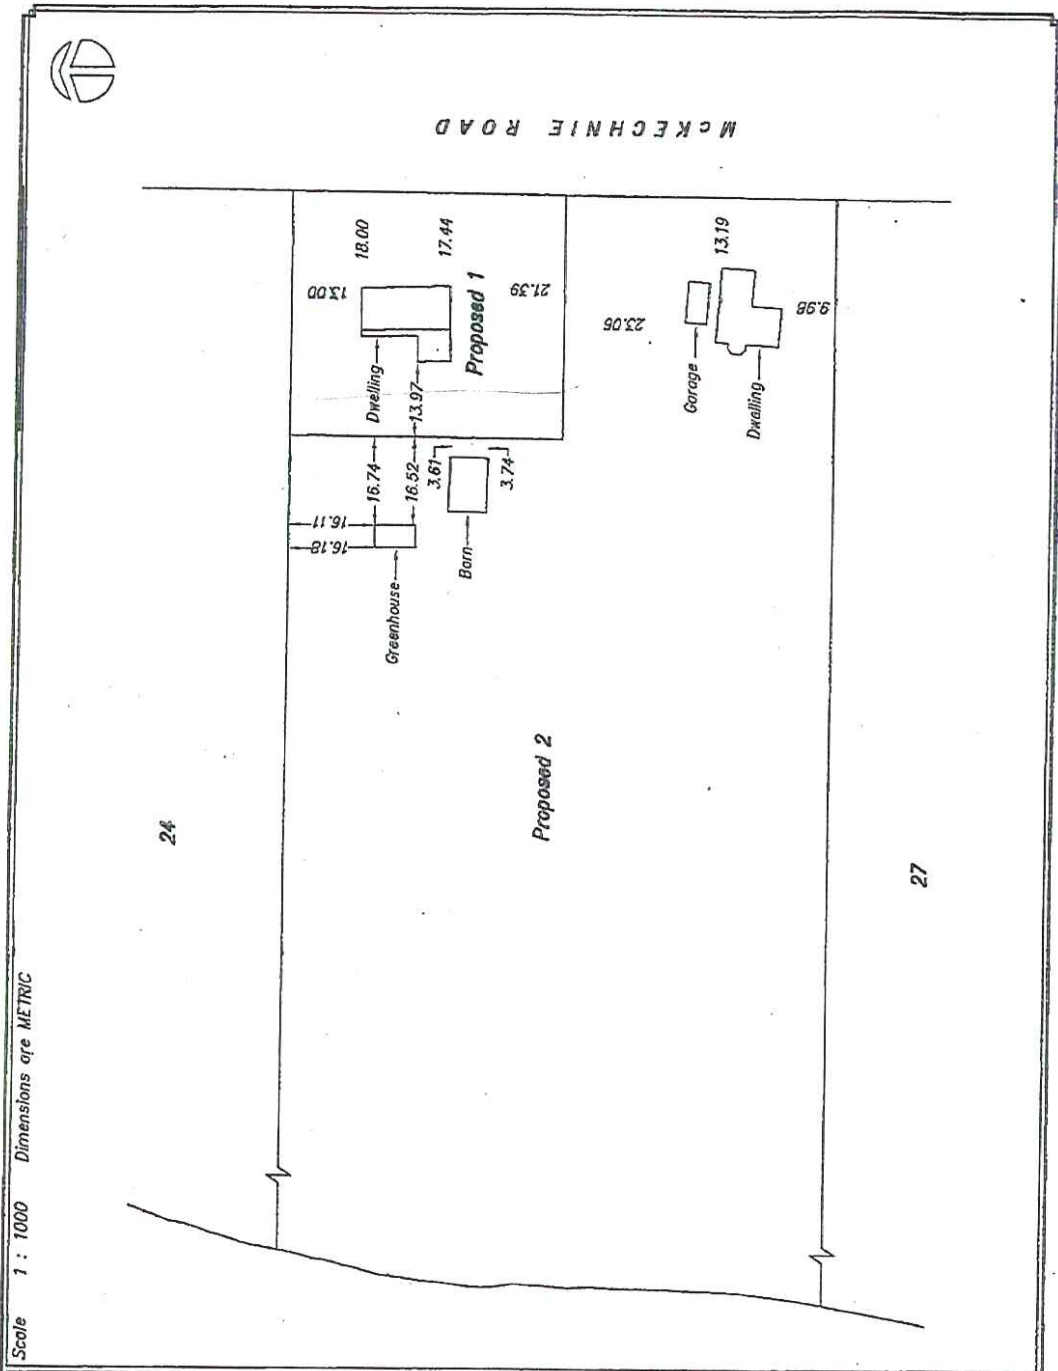 Scale 1 : 1000 Dimensions are METRIC
McKECHNIE ROAD
24
18.00
13.00
17.44
Dwelling
Proposed 1
21.39
13.97
16.74
16.52
16.11
16.18
3.61
3.74
Greenhouse
Barn
23.06
13.19
9.98
Garage
Dwelling
Proposed 2
27